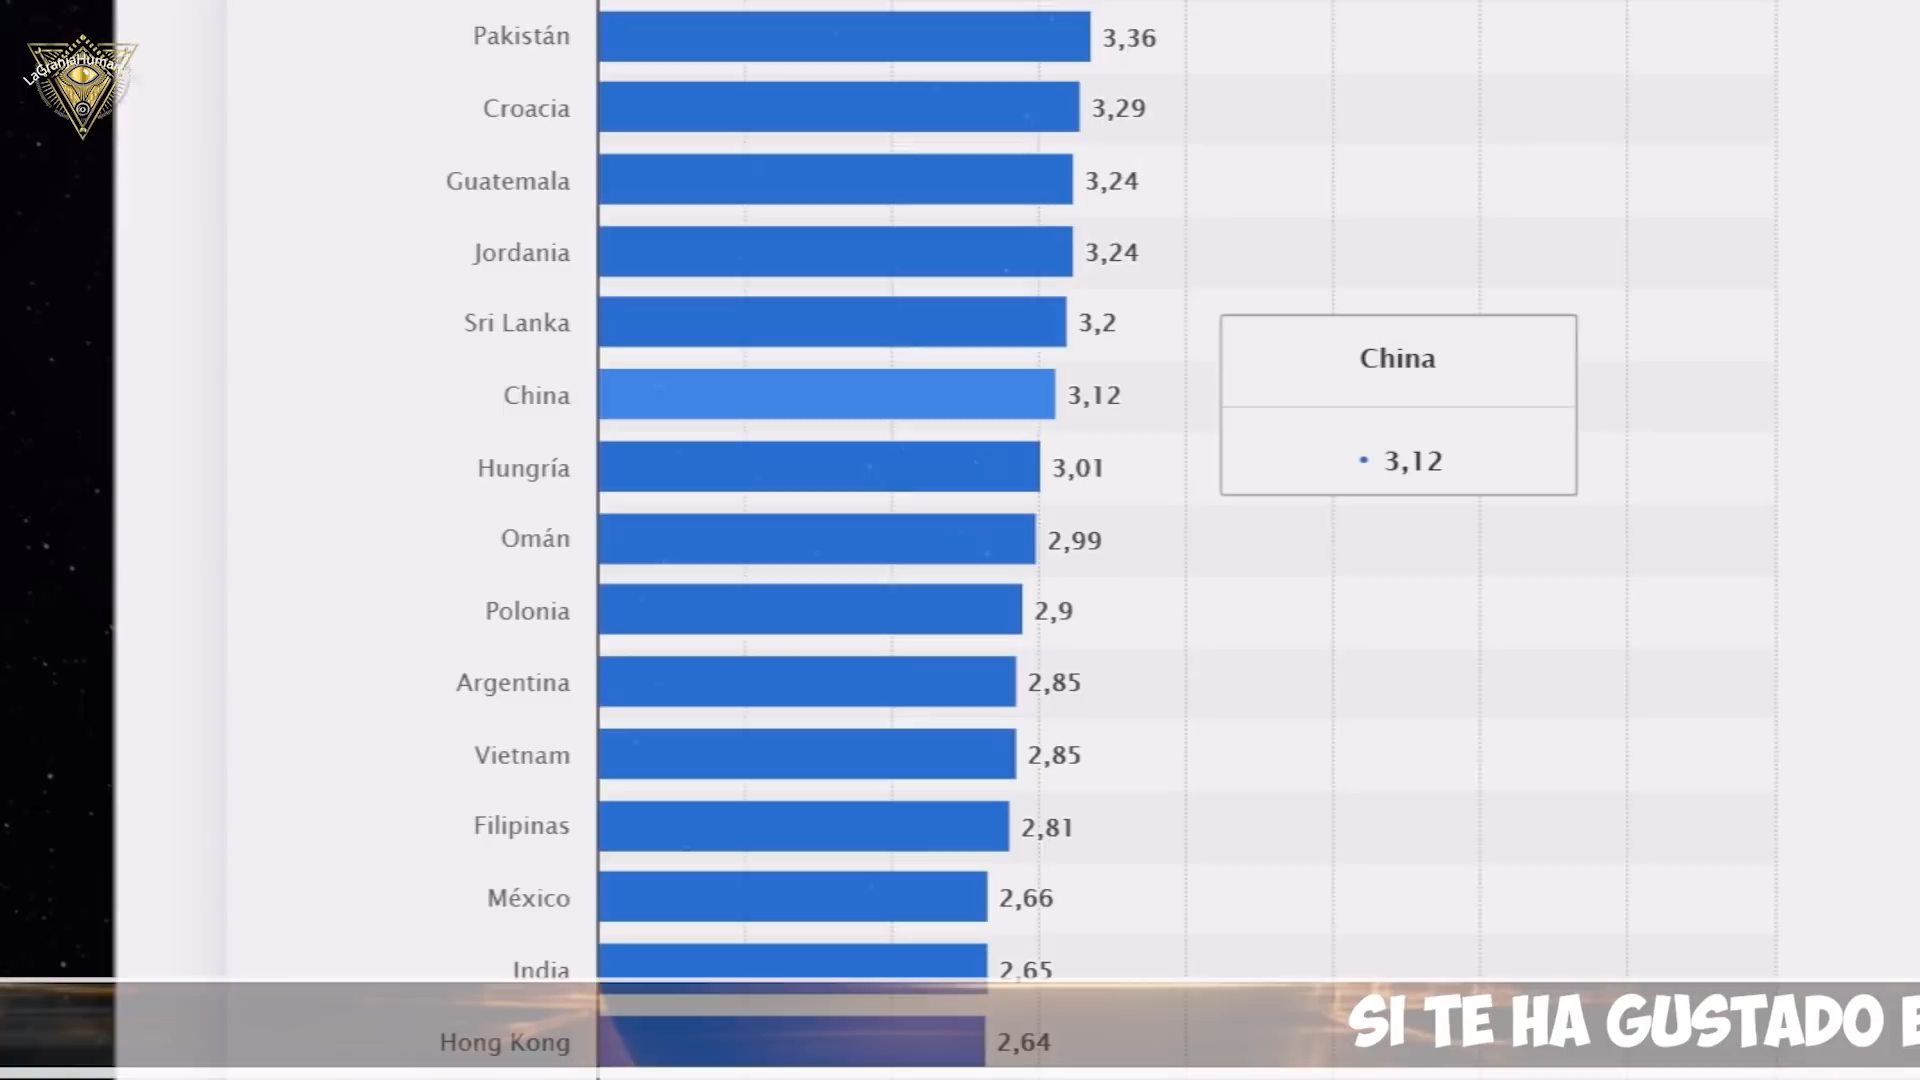 LaGranjaHumana
Pakistán 3,36
Croacia 3,29
Guatemala 3,24
Jordania 3,24
Sri Lanka 3,2
China 3,12
Hungría 3,01
Omán 2,99
Polonia 2,9
Argentina 2,85
Vietnam 2,85
Filipinas 2,81
México 2,66
India 2,65
Hong Kong 2,64
China
• 3,12
SI TE HA GUSTADO E